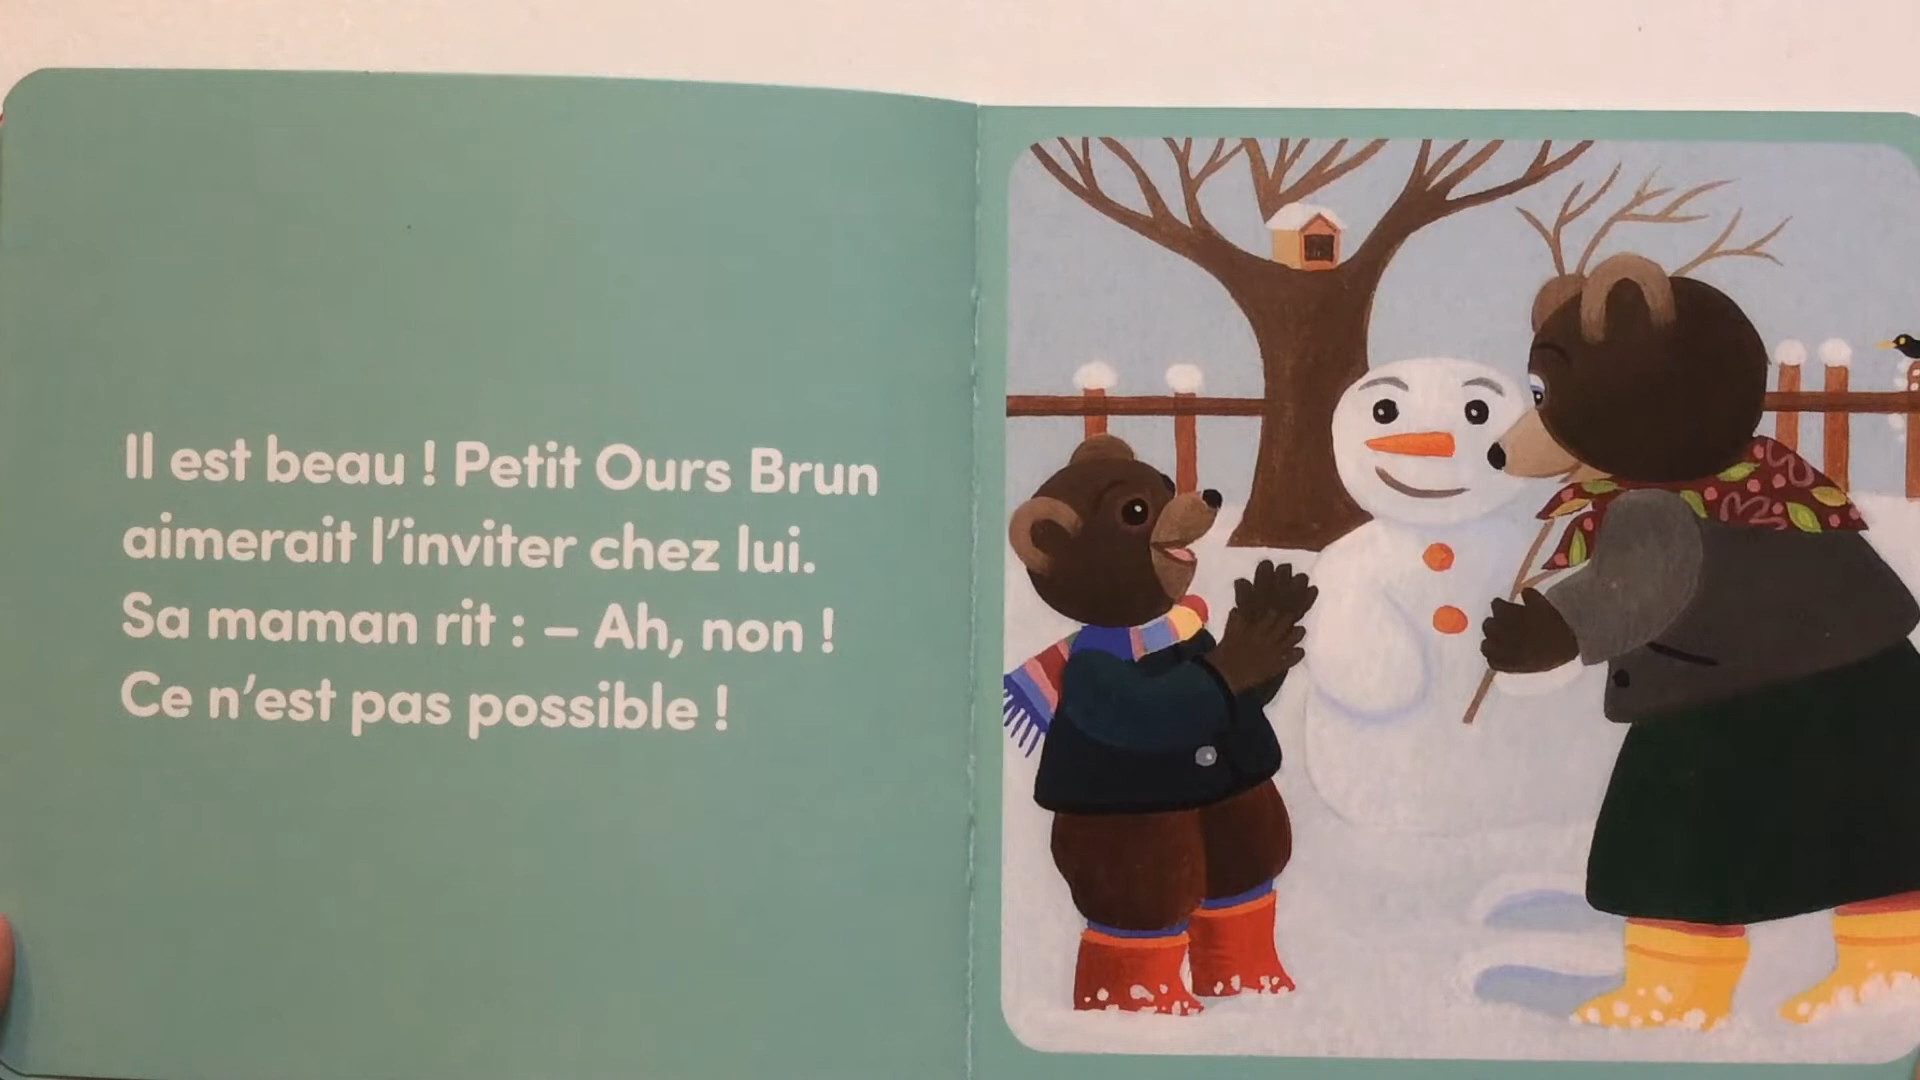 Il est beau ! Petit Ours Brun
aimerait l’inviter chez lui.
Sa maman rit : – Ah, non !
Ce n’est pas possible !